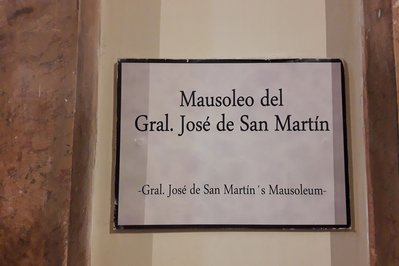 Mausoleo del
Gral. José de San Martín
-Gral. José de San Martín´s Mausoleum-